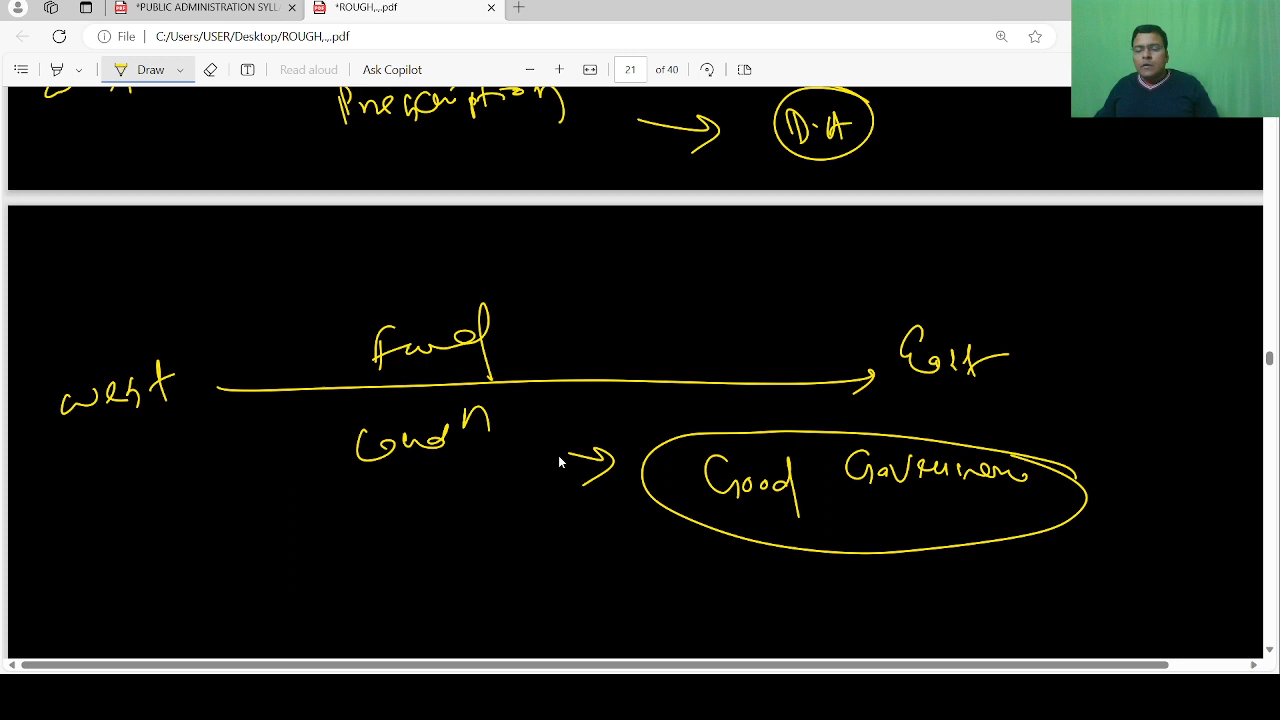 *PUBLIC ADMINISTRATION SYLL
*ROUGH,.,.pdf
File C:/Users/USER/Desktop/ROUGH,.,.pdf
Draw Read aloud Ask Copilot 21 of 40
Prescription D.A
Fund
West East
Condn
Good Governance